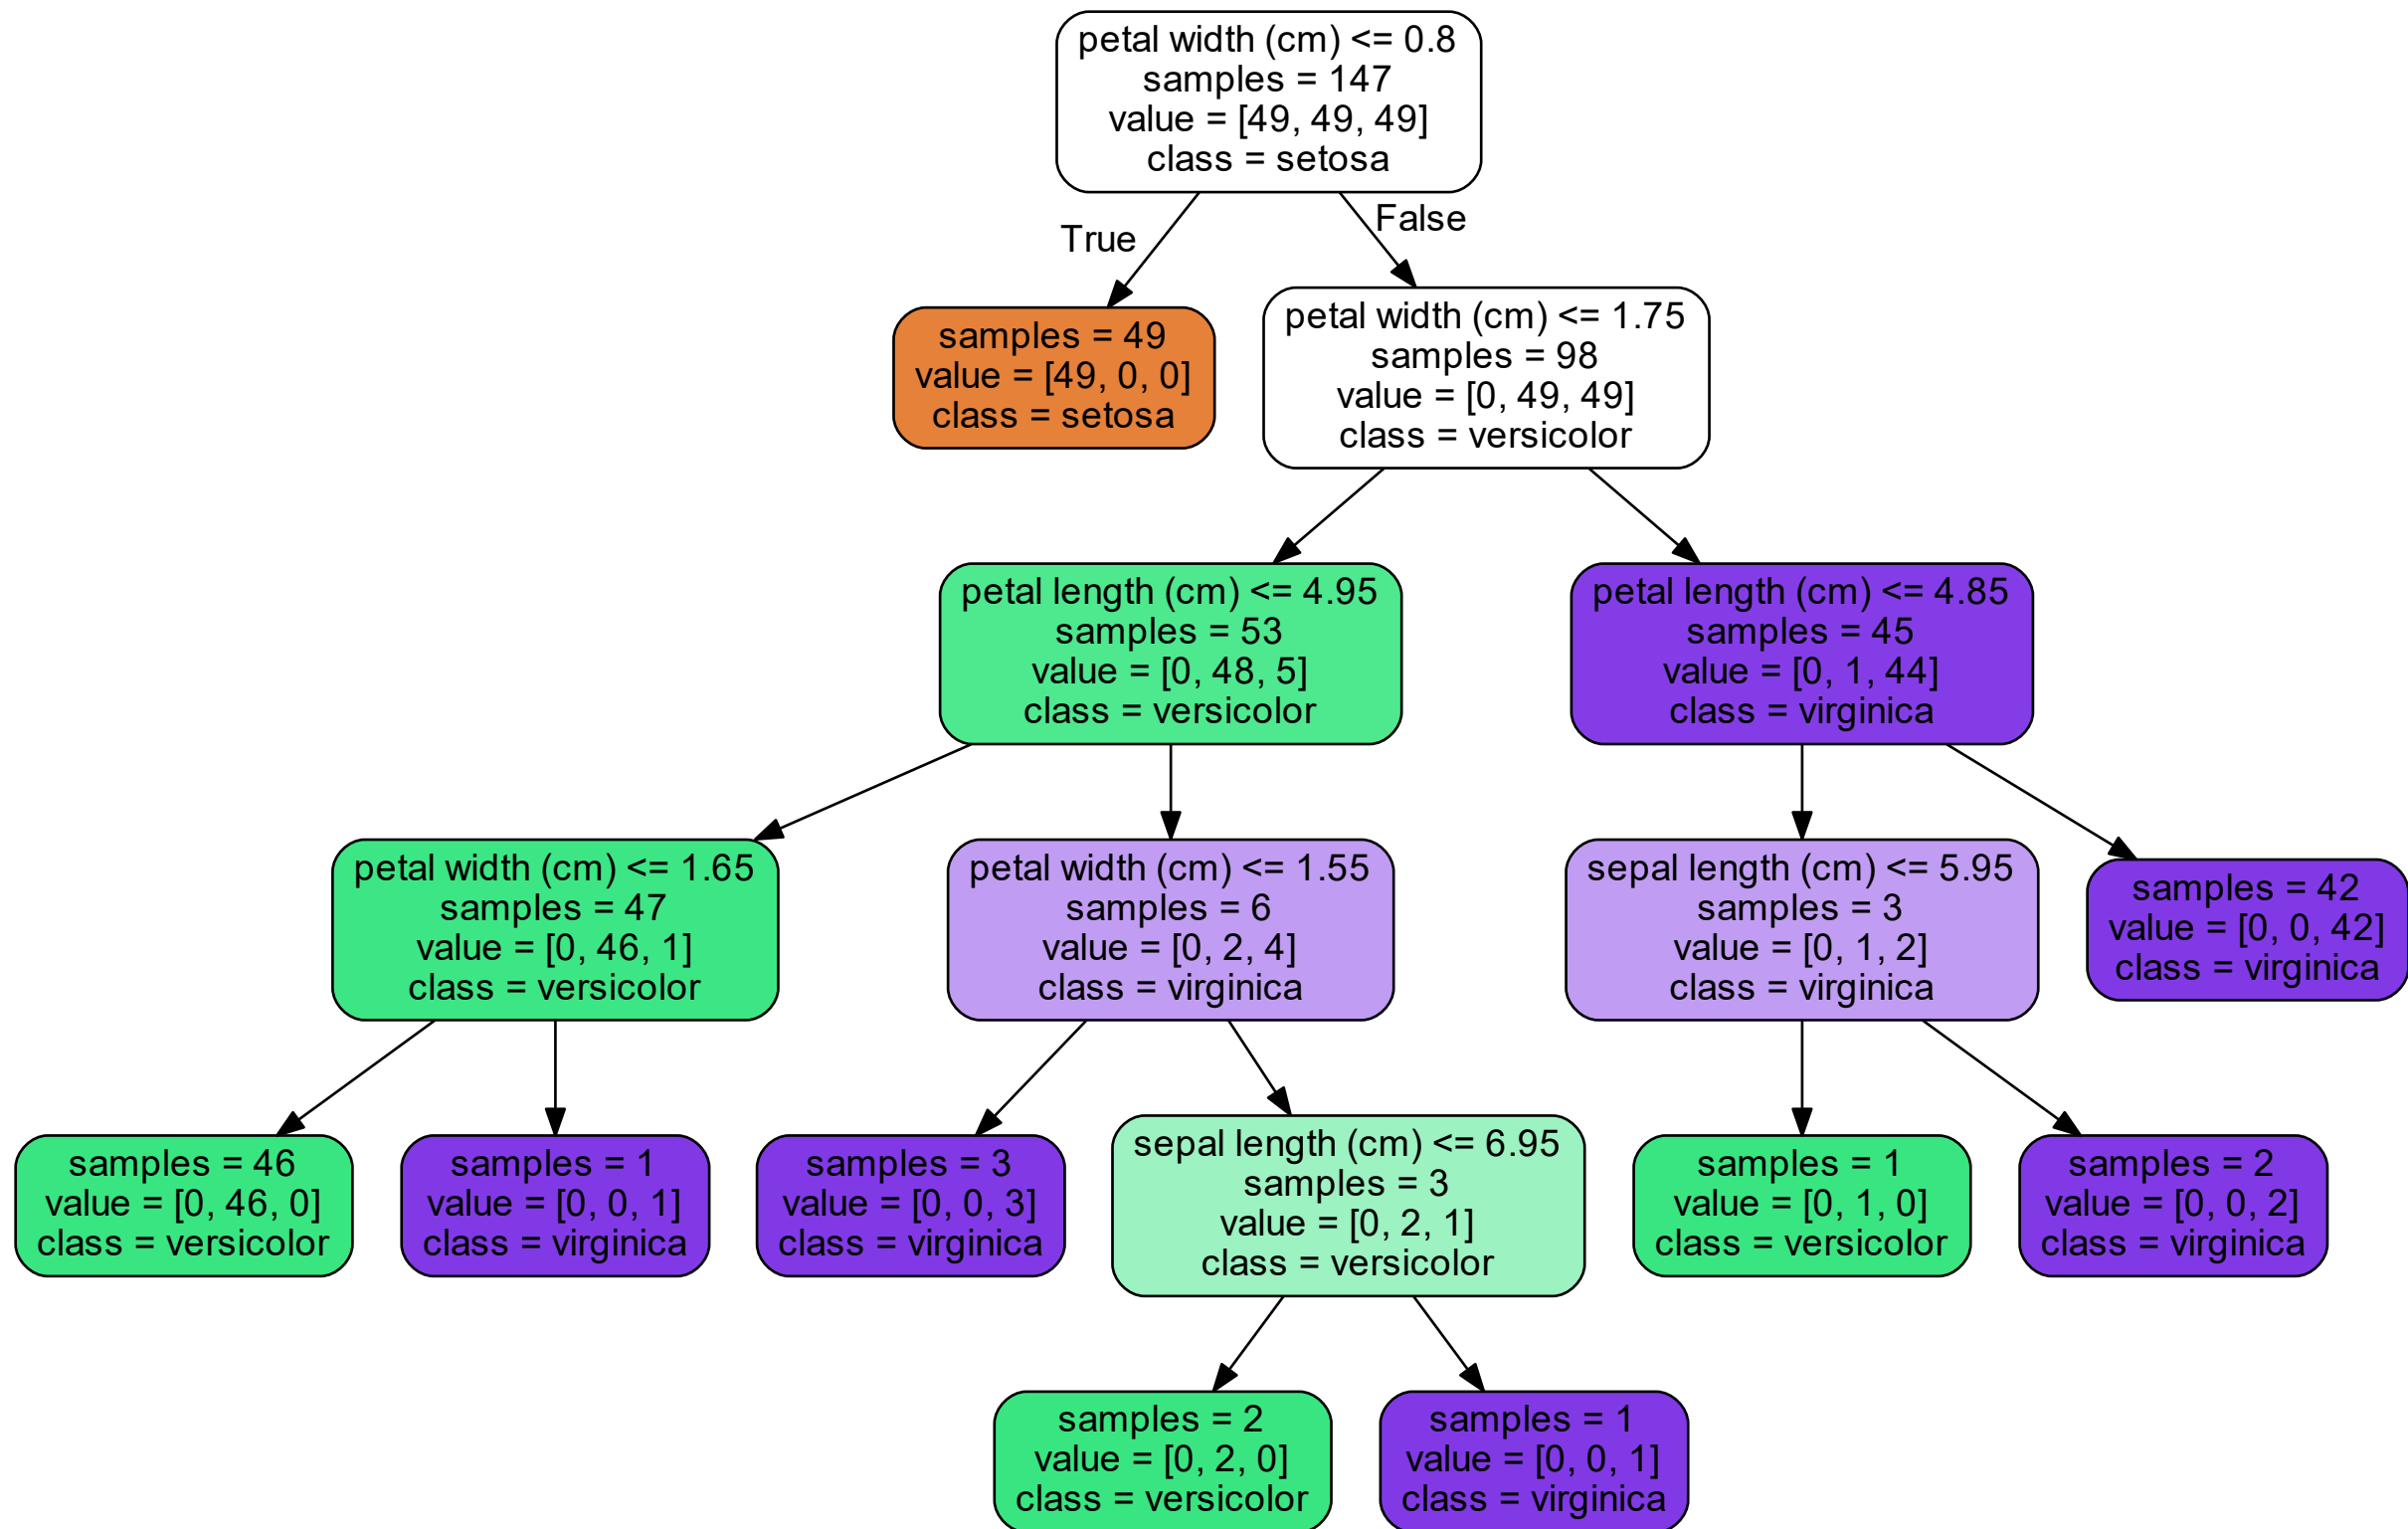 petal width (cm) <= 0.8
samples = 147
value = [49, 49, 49]
class = setosa
True
False
samples = 49
value = [49, 0, 0]
class = setosa
petal width (cm) <= 1.75
samples = 98
value = [0, 49, 49]
class = versicolor
petal length (cm) <= 4.95
samples = 53
value = [0, 48, 5]
class = versicolor
petal length (cm) <= 4.85
samples = 45
value = [0, 1, 44]
class = virginica
petal width (cm) <= 1.65
samples = 47
value = [0, 46, 1]
class = versicolor
petal width (cm) <= 1.55
samples = 6
value = [0, 2, 4]
class = virginica
sepal length (cm) <= 5.95
samples = 3
value = [0, 1, 2]
class = virginica
samples = 42
value = [0, 0, 42]
class = virginica
samples = 46
value = [0, 46, 0]
class = versicolor
samples = 1
value = [0, 0, 1]
class = virginica
samples = 3
value = [0, 0, 3]
class = virginica
sepal length (cm) <= 6.95
samples = 3
value = [0, 2, 1]
class = versicolor
samples = 1
value = [0, 1, 0]
class = versicolor
samples = 2
value = [0, 0, 2]
class = virginica
samples = 2
value = [0, 2, 0]
class = versicolor
samples = 1
value = [0, 0, 1]
class = virginica